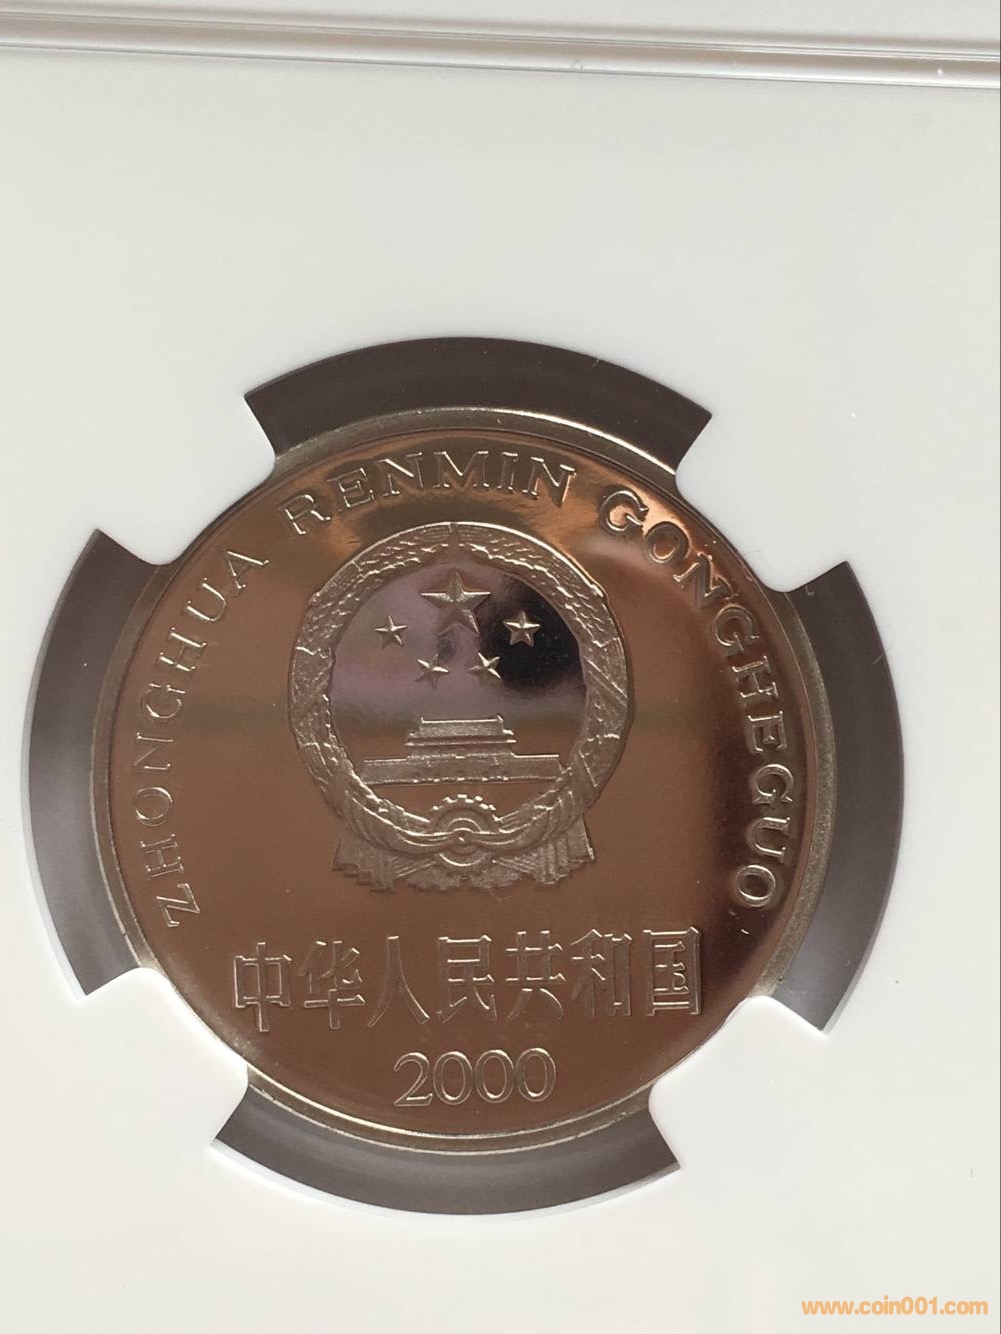 ZHONGHUA RENMIN GONGHEGUO
中华人民共和国
2000
www.coin001.com